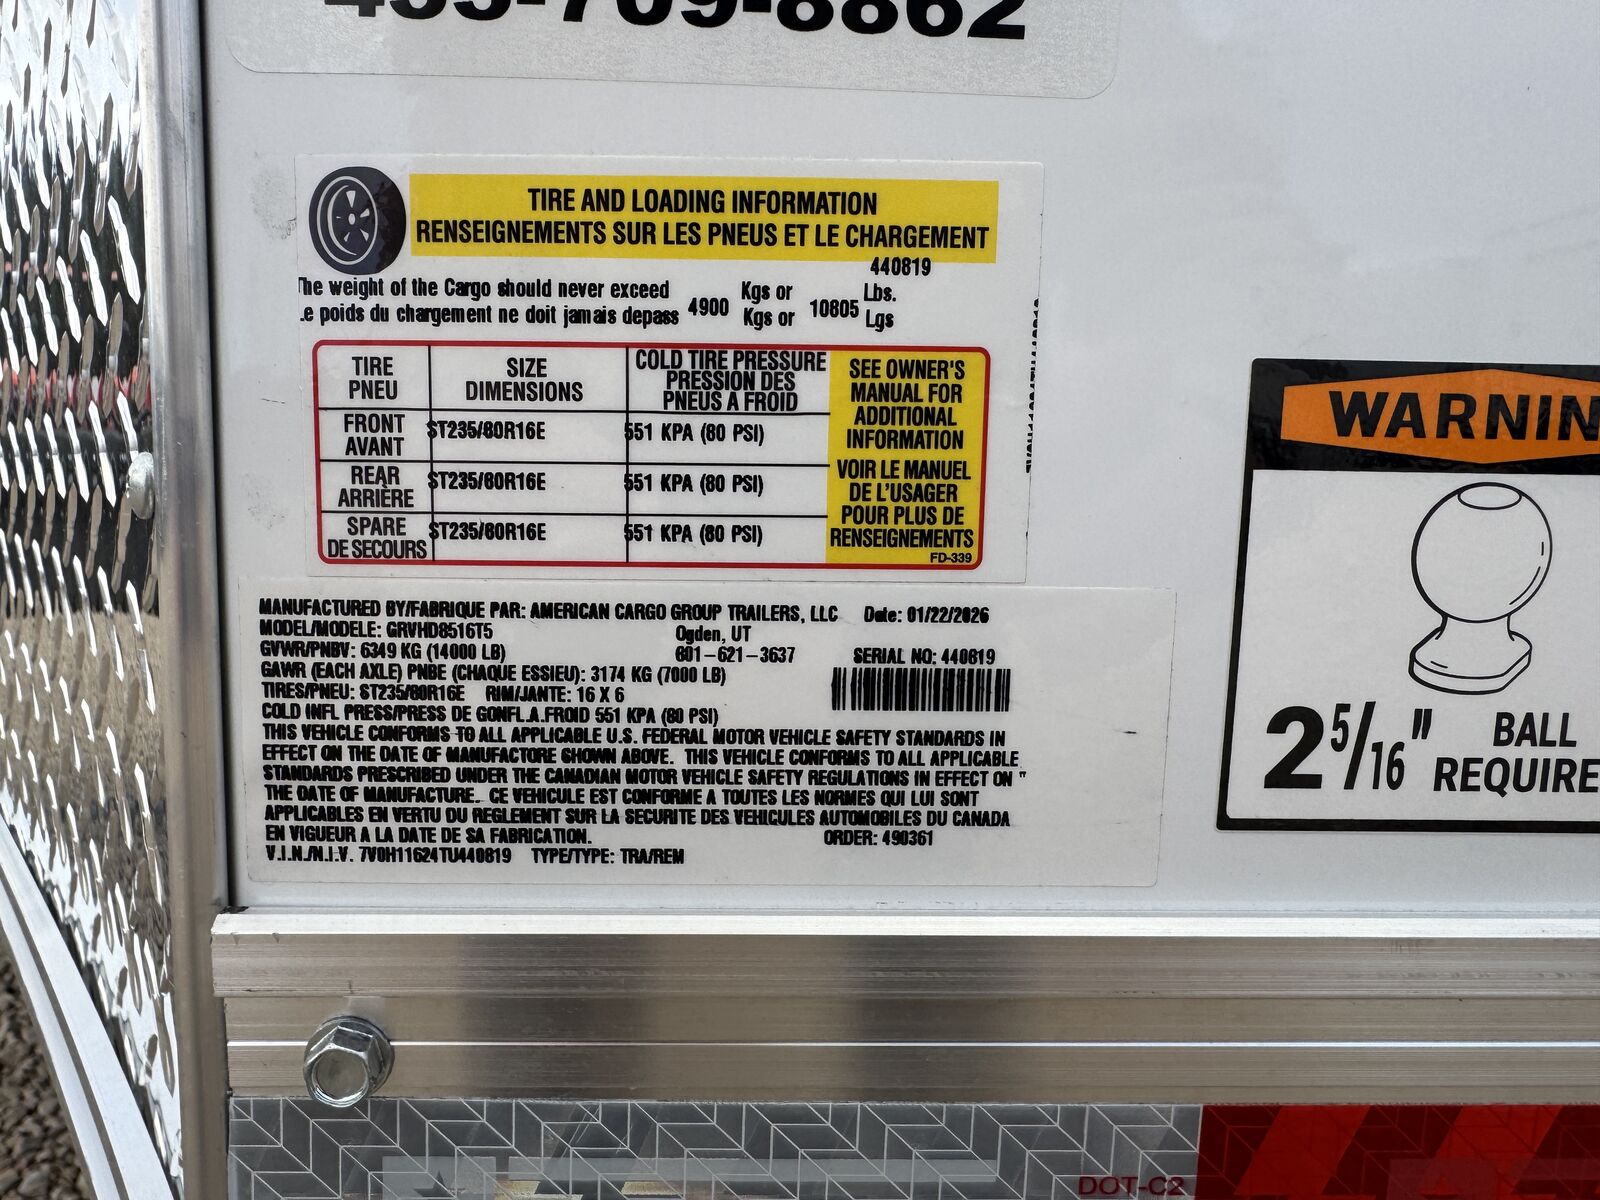 435-709-8862
TIRE AND LOADING INFORMATION
RENSEIGNEMENTS SUR LES PNEUS ET LE CHARGEMENT
440819
The weight of the Cargo should never exceed 4900 Kgs or 10805 Lbs.
Le poids du chargement ne doit jamais depass Kgs or Lgs
TIRE PNEU
SIZE DIMENSIONS
COLD TIRE PRESSURE PRESSION DES PNEUS A FROID
FRONT AVANT ST235/80R16E 551 KPA (80 PSI)
REAR ARRIÈRE ST235/80R16E 551 KPA (80 PSI)
SPARE DE SECOURS ST235/80R16E 551 KPA (80 PSI)
SEE OWNER'S
MANUAL FOR
ADDITIONAL
INFORMATION
VOIR LE MANUEL
DE L'USAGER
POUR PLUS DE
RENSEIGNEMENTS
FD-339
MANUFACTURED BY/FABRIQUE PAR: AMERICAN CARGO GROUP TRAILERS, LLC Date: 01/22/2026
MODEL/MODELE: GRVHD8516T5 Ogden, UT
GVWR/PNBV: 6349 KG (14000 LB) 801-621-3637 SERIAL NO: 440819
GAWR (EACH AXLE) PNBE (CHAQUE ESSIEU): 3174 KG (7000 LB)
TIRES/PNEU: ST235/80R16E RIM/JANTE: 16 X 6
COLD INFL PRESS/PRESS DE GONFL.A.FROID 551 KPA (80 PSI)
THIS VEHICLE CONFORMS TO ALL APPLICABLE U.S. FEDERAL MOTOR VEHICLE SAFETY STANDARDS IN
EFFECT ON THE DATE OF MANUFACTORE SHOWN ABOVE. THIS VEHICLE CONFORMS TO ALL APPLICABLE
STANDARDS PRESCRIBED UNDER THE CANADIAN MOTOR VEHICLE SAFETY REGULATIONS IN EFFECT ON "
THE DATE OF MANUFACTURE. CE VEHICULE EST CONFORME A TOUTES LES NORMES QUI LUI SONT
APPLICABLES EN VERTU DU REGLEMENT SUR LA SECURITE DES VEHICULES AUTOMOBILES DU CANADA
EN VIGUEUR A LA DATE DE SA FABRICATION. ORDER: 490361
V.I.N./N.I.V. 7V0H11624TU440819 TYPE/TYPE: TRA/REM
WARNIN
2 5/16" BALL
REQUIRE
DOT-C2